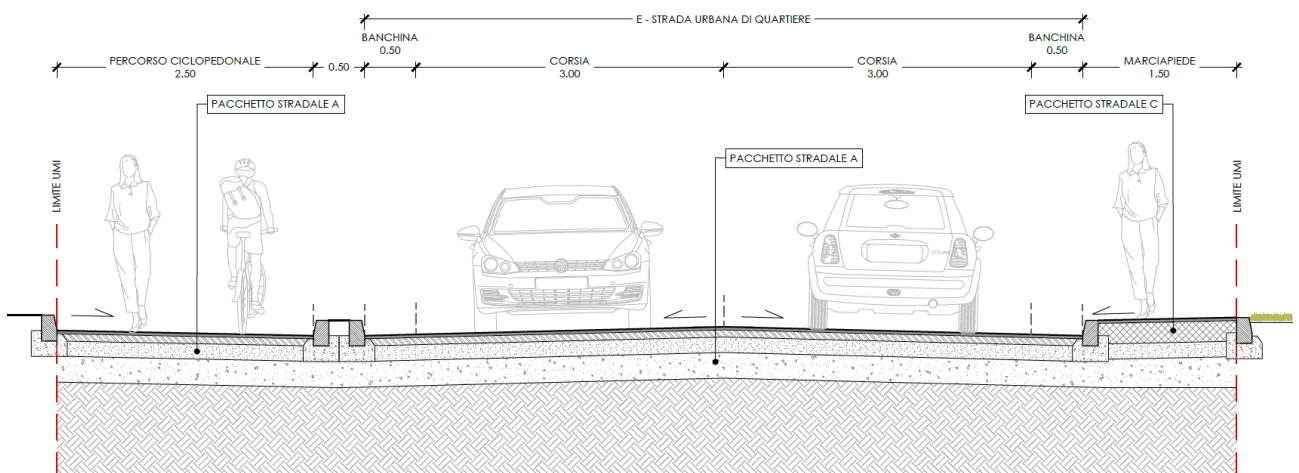 E - STRADA URBANA DI QUARTIERE
BANCHINA
0.50
BANCHINA
0.50
PERCORSO CICLOPEDONALE
2.50
0.50
CORSIA
3.00
CORSIA
3.00
MARCIAPIEDE
1.50
PACCHETTO STRADALE A
PACCHETTO STRADALE C
PACCHETTO STRADALE A
LIMITE UMI
LIMITE UMI